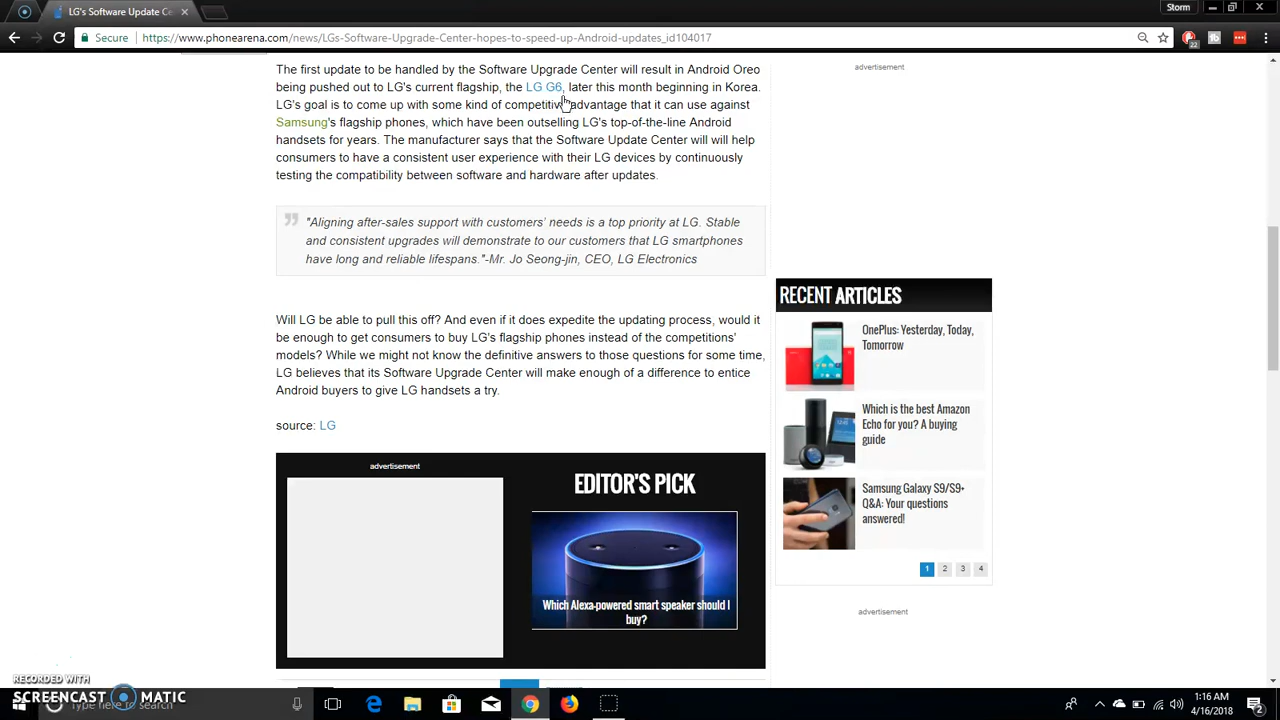 LG's Software Update Cen
Storm
Secure
https://www.phonearena.com/news/LGs-Software-Upgrade-Center-hopes-to-speed-up-Android-updates_id104017
22
The first update to be handled by the Software Upgrade Center will result in Android Oreo
being pushed out to LG's current flagship, the LG G6, later this month beginning in Korea.
LG's goal is to come up with some kind of competitive advantage that it can use against
Samsung's flagship phones, which have been outselling LG's top-of-the-line Android
handsets for years. The manufacturer says that the Software Update Center will will help
consumers to have a consistent user experience with their LG devices by continuously
testing the compatibility between software and hardware after updates.
"Aligning after-sales support with customers' needs is a top priority at LG. Stable
and consistent upgrades will demonstrate to our customers that LG smartphones
have long and reliable lifespans."-Mr. Jo Seong-jin, CEO, LG Electronics
Will LG be able to pull this off? And even if it does expedite the updating process, would it
be enough to get consumers to buy LG's flagship phones instead of the competitions'
models? While we might not know the definitive answers to those questions for some time,
LG believes that its Software Upgrade Center will make enough of a difference to entice
Android buyers to give LG handsets a try.
source: LG
advertisement
EDITOR'S PICK
Which Alexa-powered smart speaker should I
buy?
advertisement
RECENT ARTICLES
OnePlus: Yesterday, Today,
Tomorrow
Which is the best Amazon
Echo for you? A buying
guide
Samsung Galaxy S9/S9+
Q&A: Your questions
answered!
1 2 3 4
advertisement
RECORDED WITH
SCREENCAST MATIC
Type here to search
1:16 AM
4/16/2018
2